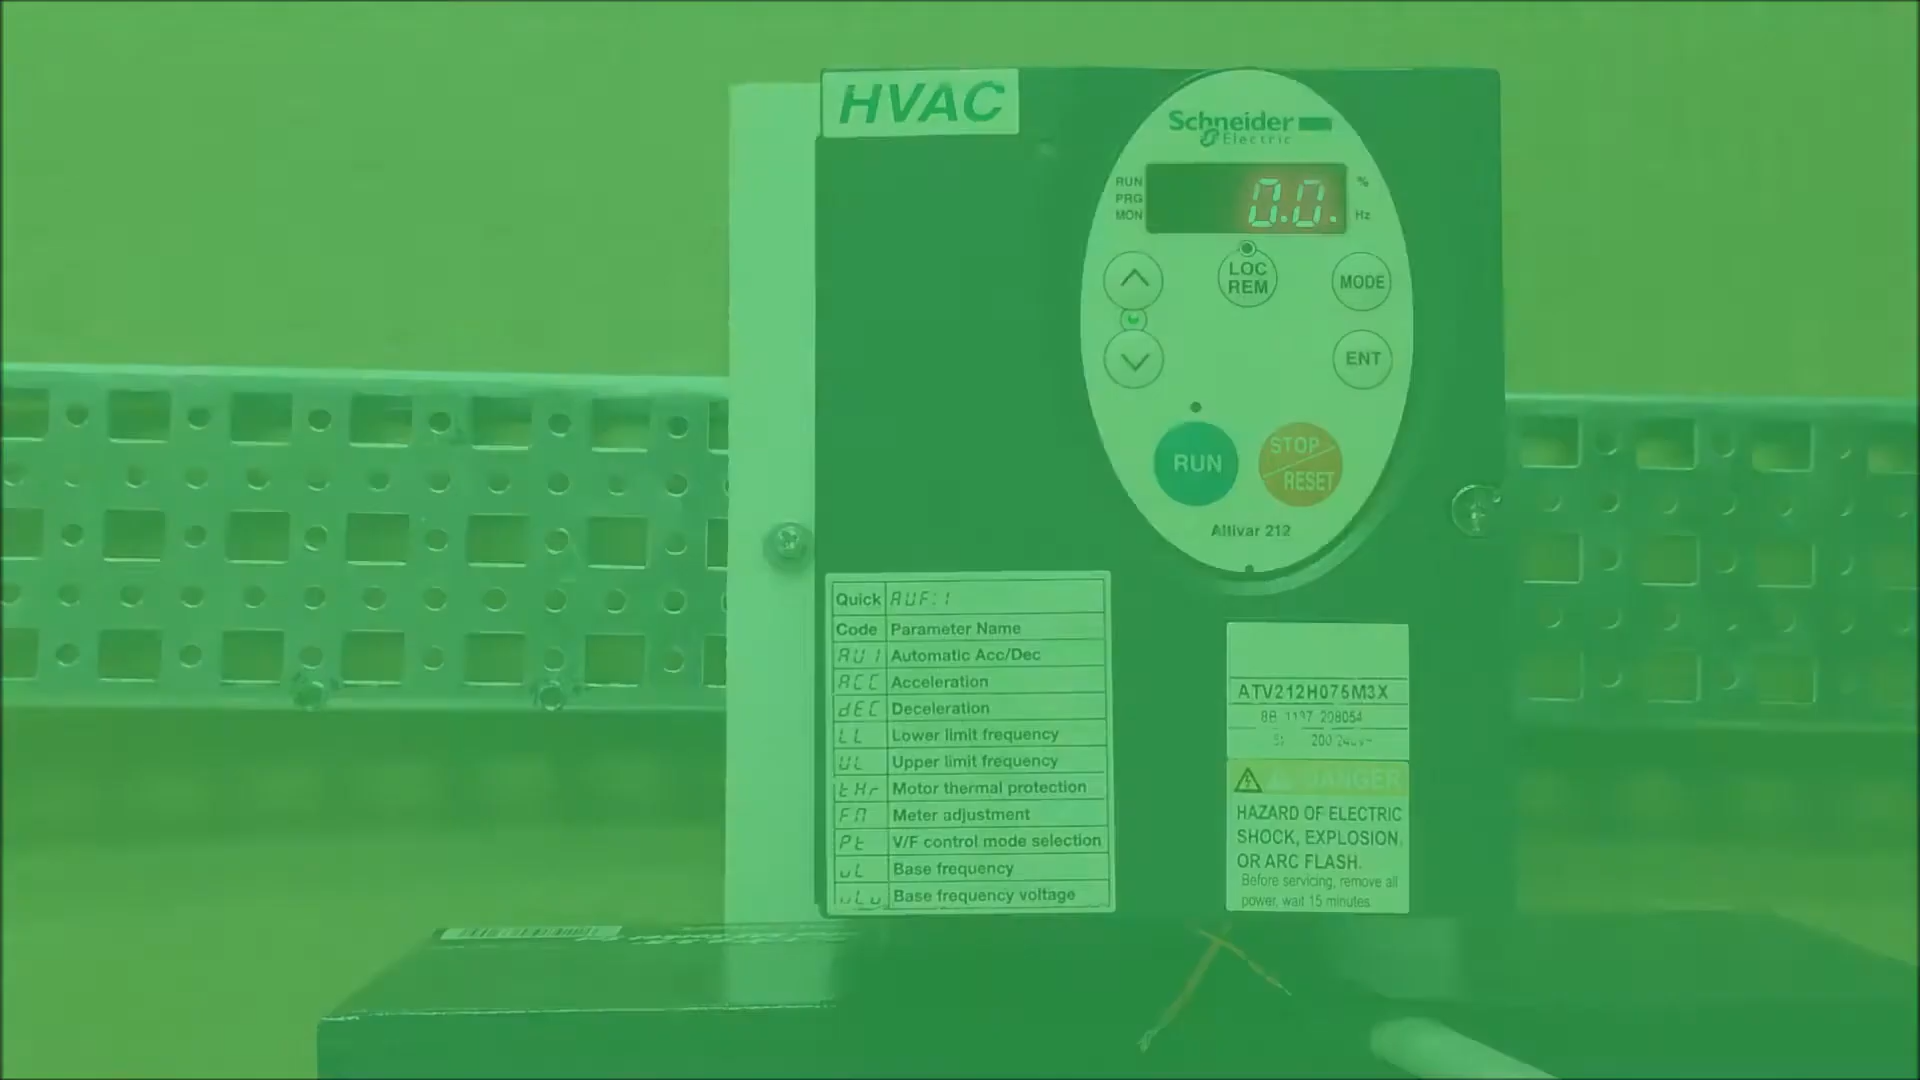 HVAC
Schneider
Electric
RUN
PRG
MON
0.0.
%
Hz
LOC
REM
MODE
ENT
RUN
STOP
RESET
Altivar 212
Quick AUF:1
Code Parameter Name
AU1 Automatic Acc/Dec
ACC Acceleration
dEC Deceleration
LL Lower limit frequency
UL Upper limit frequency
tHr Motor thermal protection
FM Meter adjustment
Pt V/F control mode selection
uL Base frequency
uLu Base frequency voltage
ATV212H075M3X
8B 208054
DANGER
HAZARD OF ELECTRIC
SHOCK, EXPLOSION,
OR ARC FLASH.
Before servicing, remove all
power, wait 15 minutes